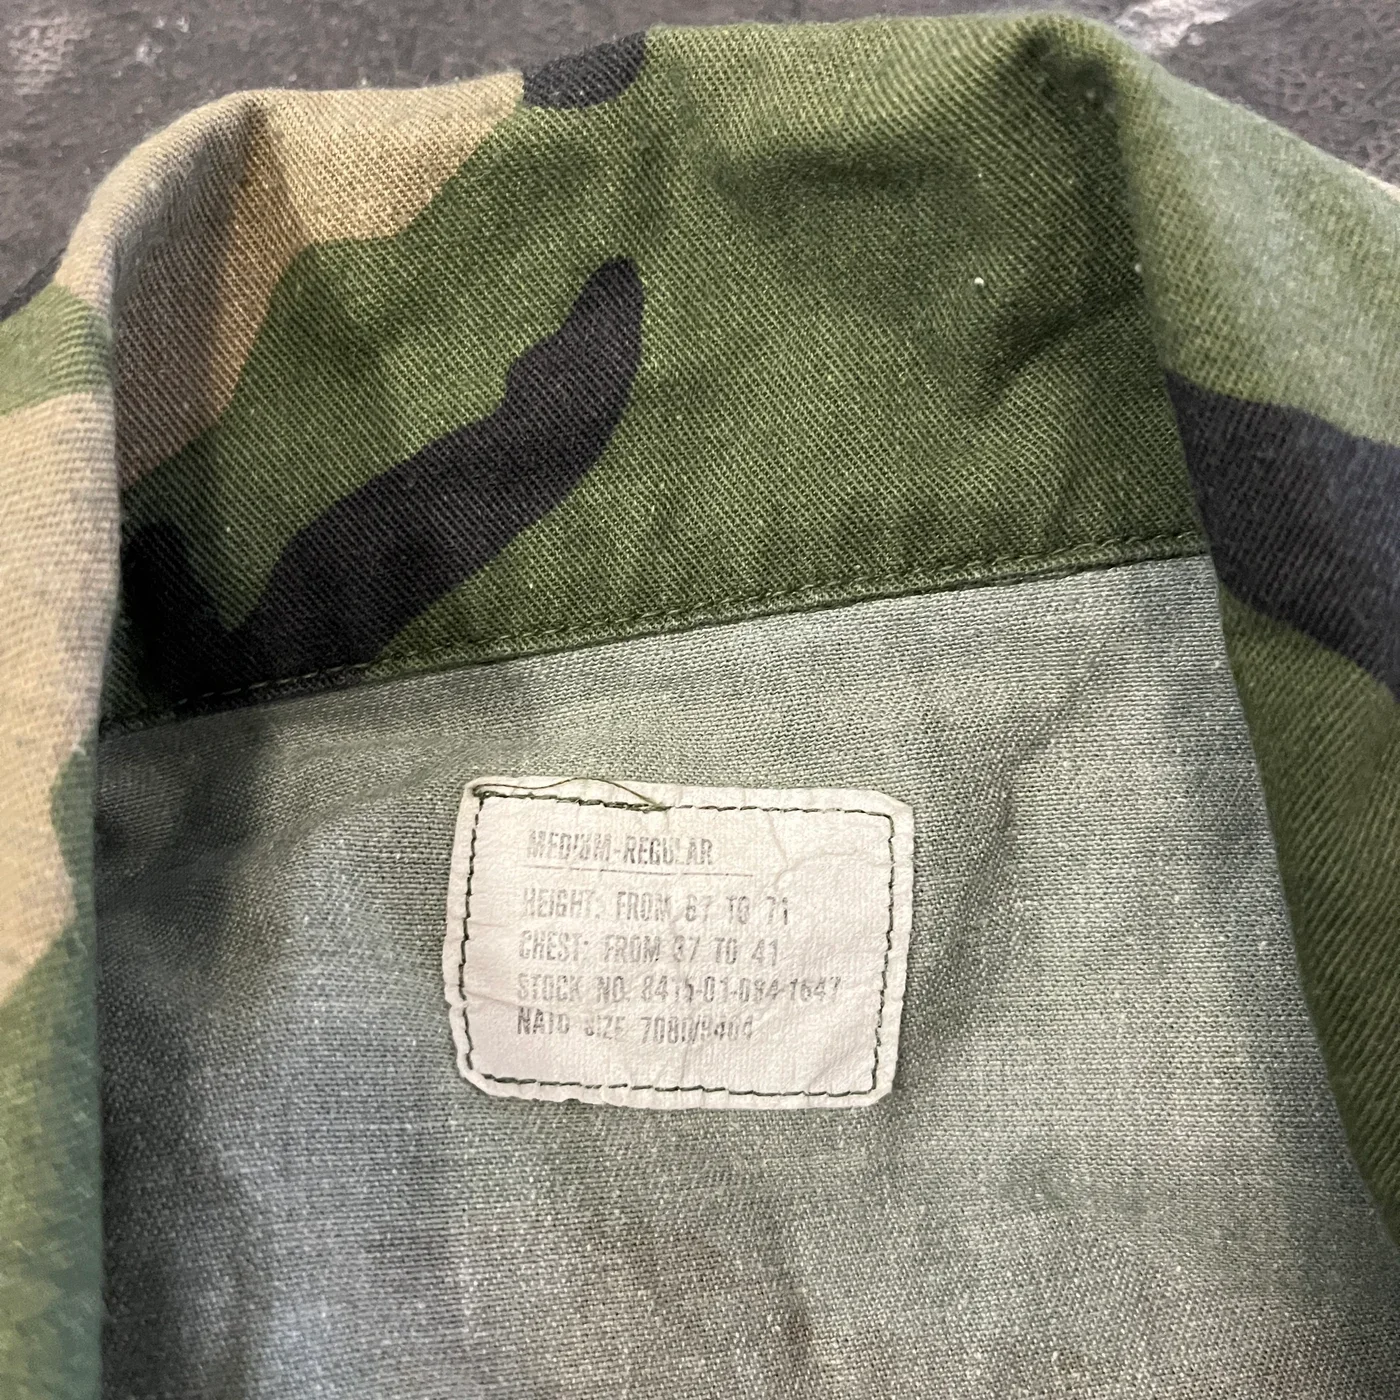 MEDIUM-REGULAR
HEIGHT: FROM 67 TO 71
CHEST: FROM 37 TO 41
STOCK NO. 8415-01-084-1647
NATO SIZE 7080/9404